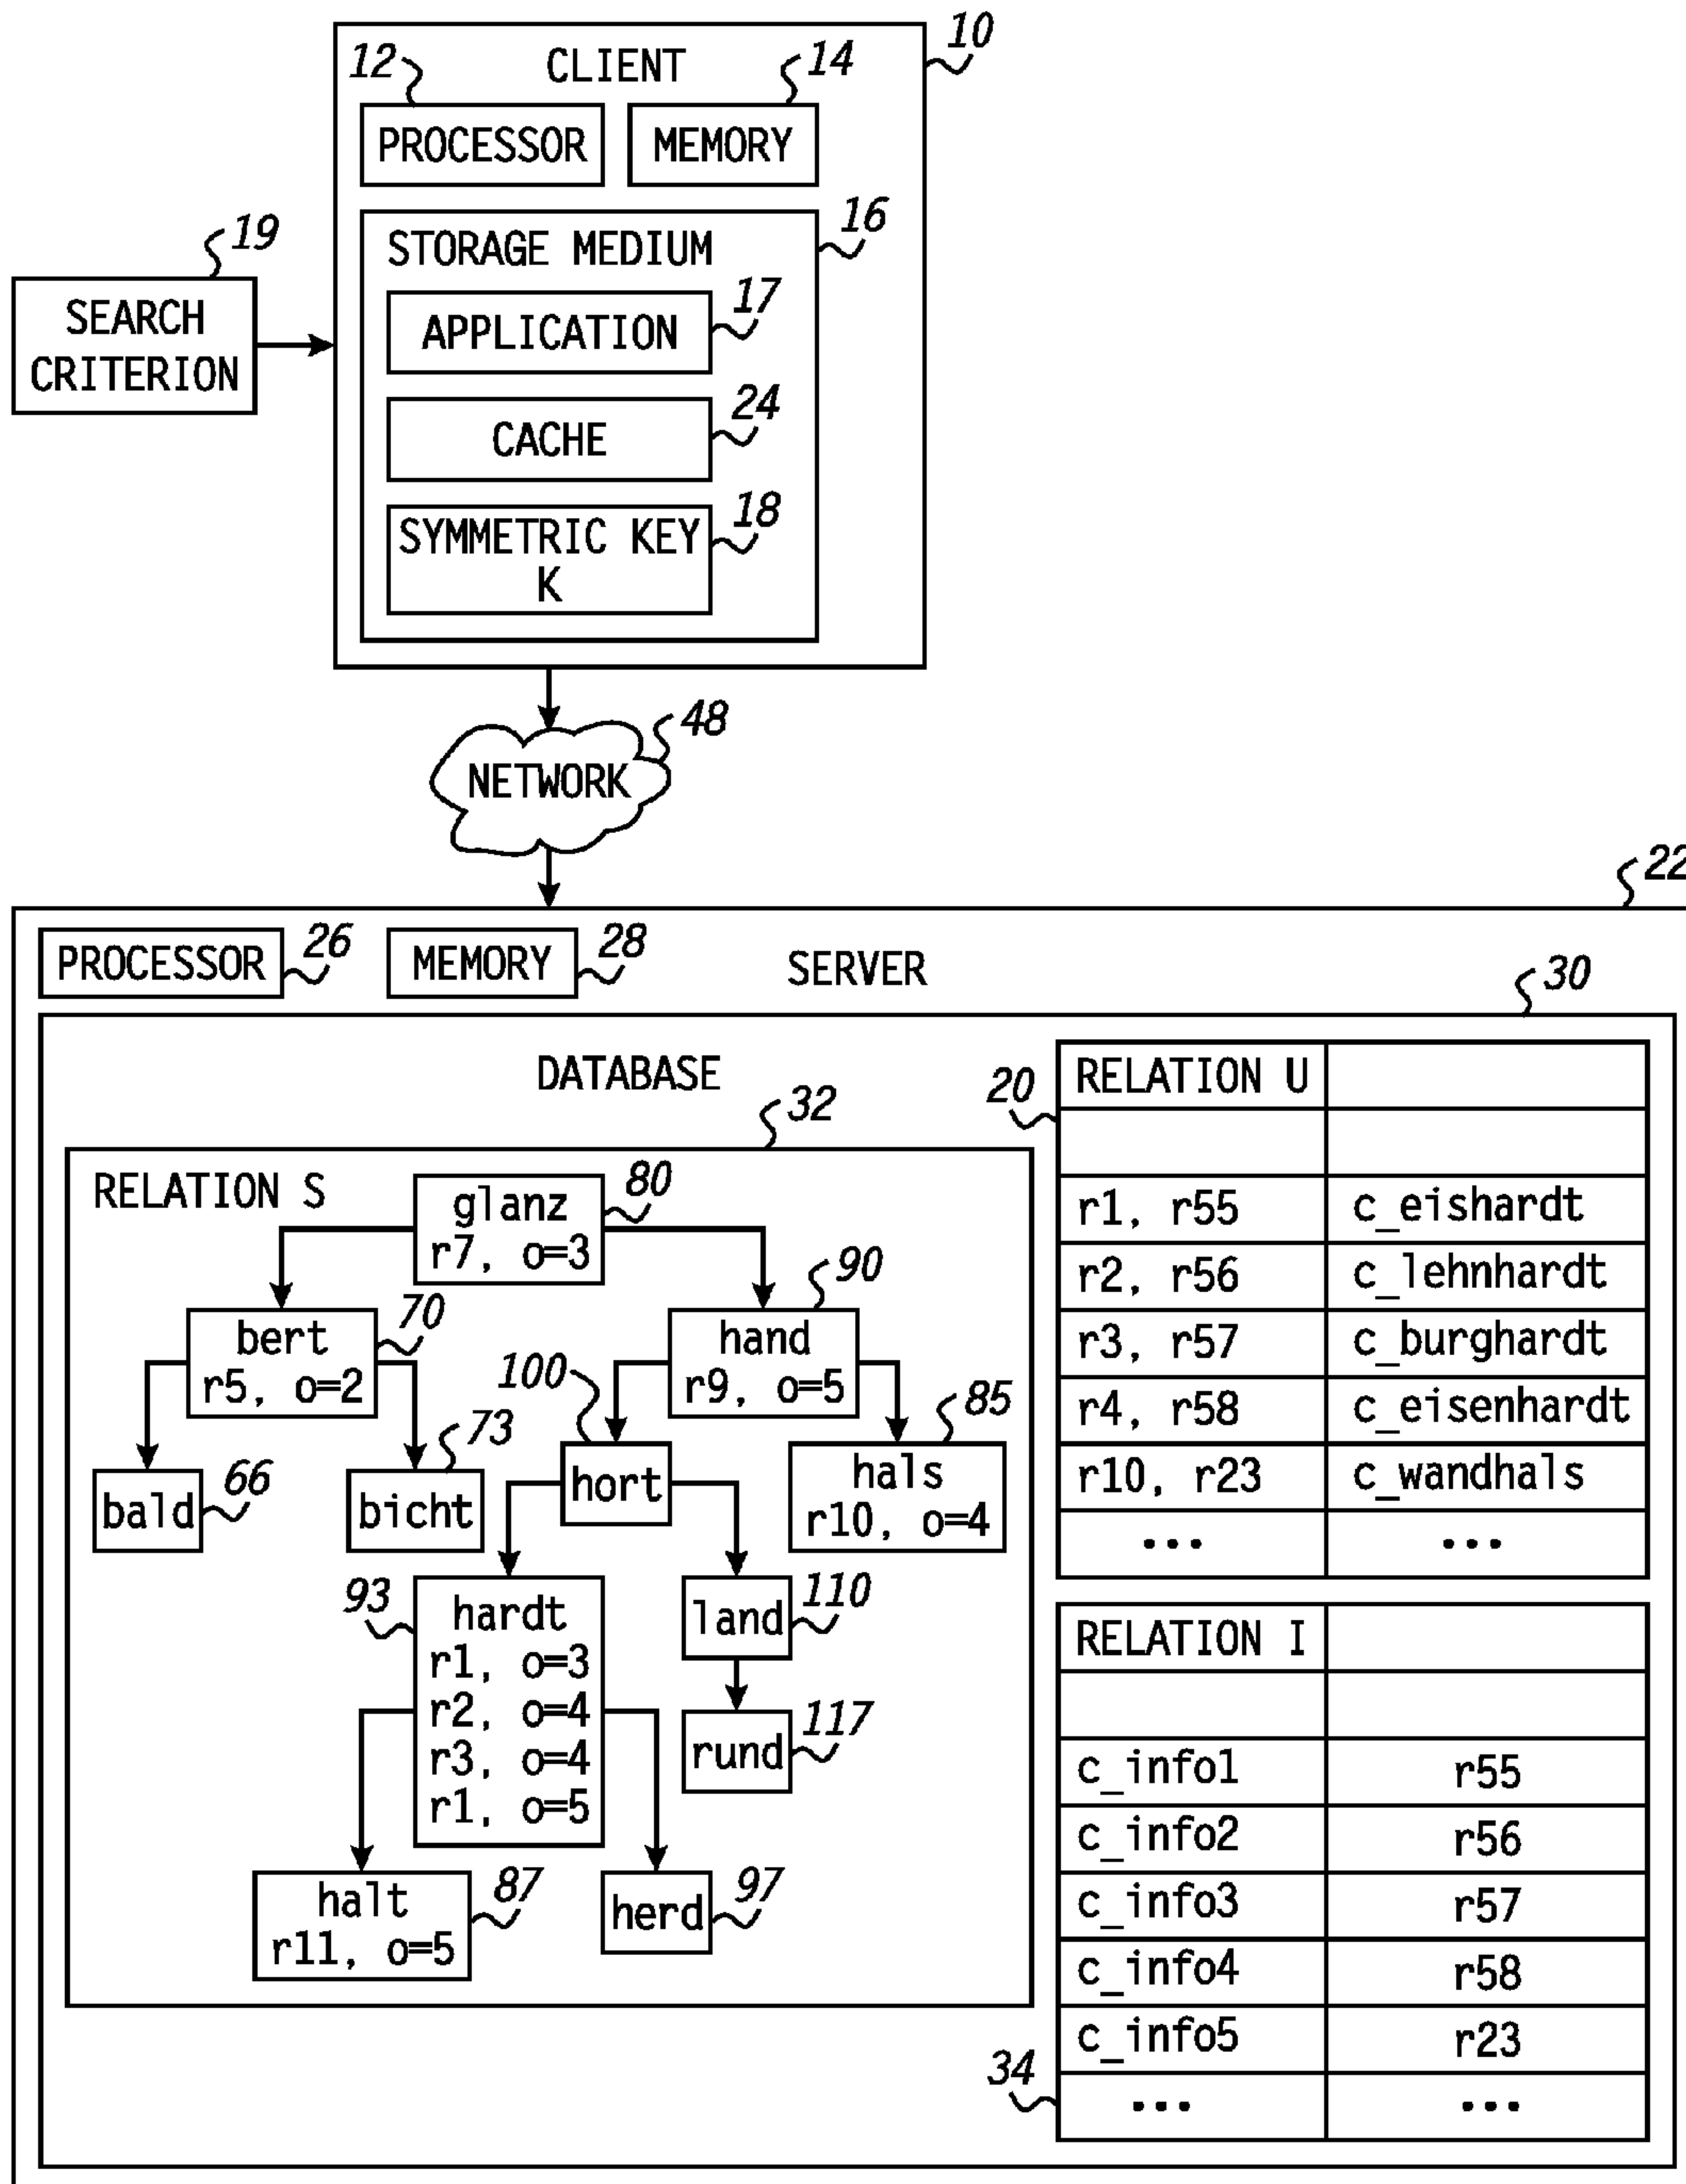 10
12
CLIENT
14
PROCESSOR
MEMORY
16
STORAGE MEDIUM
17
APPLICATION
24
CACHE
18
SYMMETRIC KEY
K
19
SEARCH
CRITERION
48
NETWORK
22
PROCESSOR
26
MEMORY
28
SERVER
30
DATABASE
32
RELATION S
glanz
r7, o=3
80
bert
r5, o=2
70
hand
r9, o=5
90
bald
66
bicht
73
100
hort
hals
r10, o=4
85
93
hardt
r1, o=3
r2, o=4
r3, o=4
r1, o=5
land
110
rund
117
halt
r11, o=5
87
herd
97
20
RELATION U
r1, r55 c_eishardt
r2, r56 c_lehnhardt
r3, r57 c_burghardt
r4, r58 c_eisenhardt
r10, r23 c_wandhals
... ...
RELATION I
c_info1 r55
c_info2 r56
c_info3 r57
c_info4 r58
c_info5 r23
34
... ...